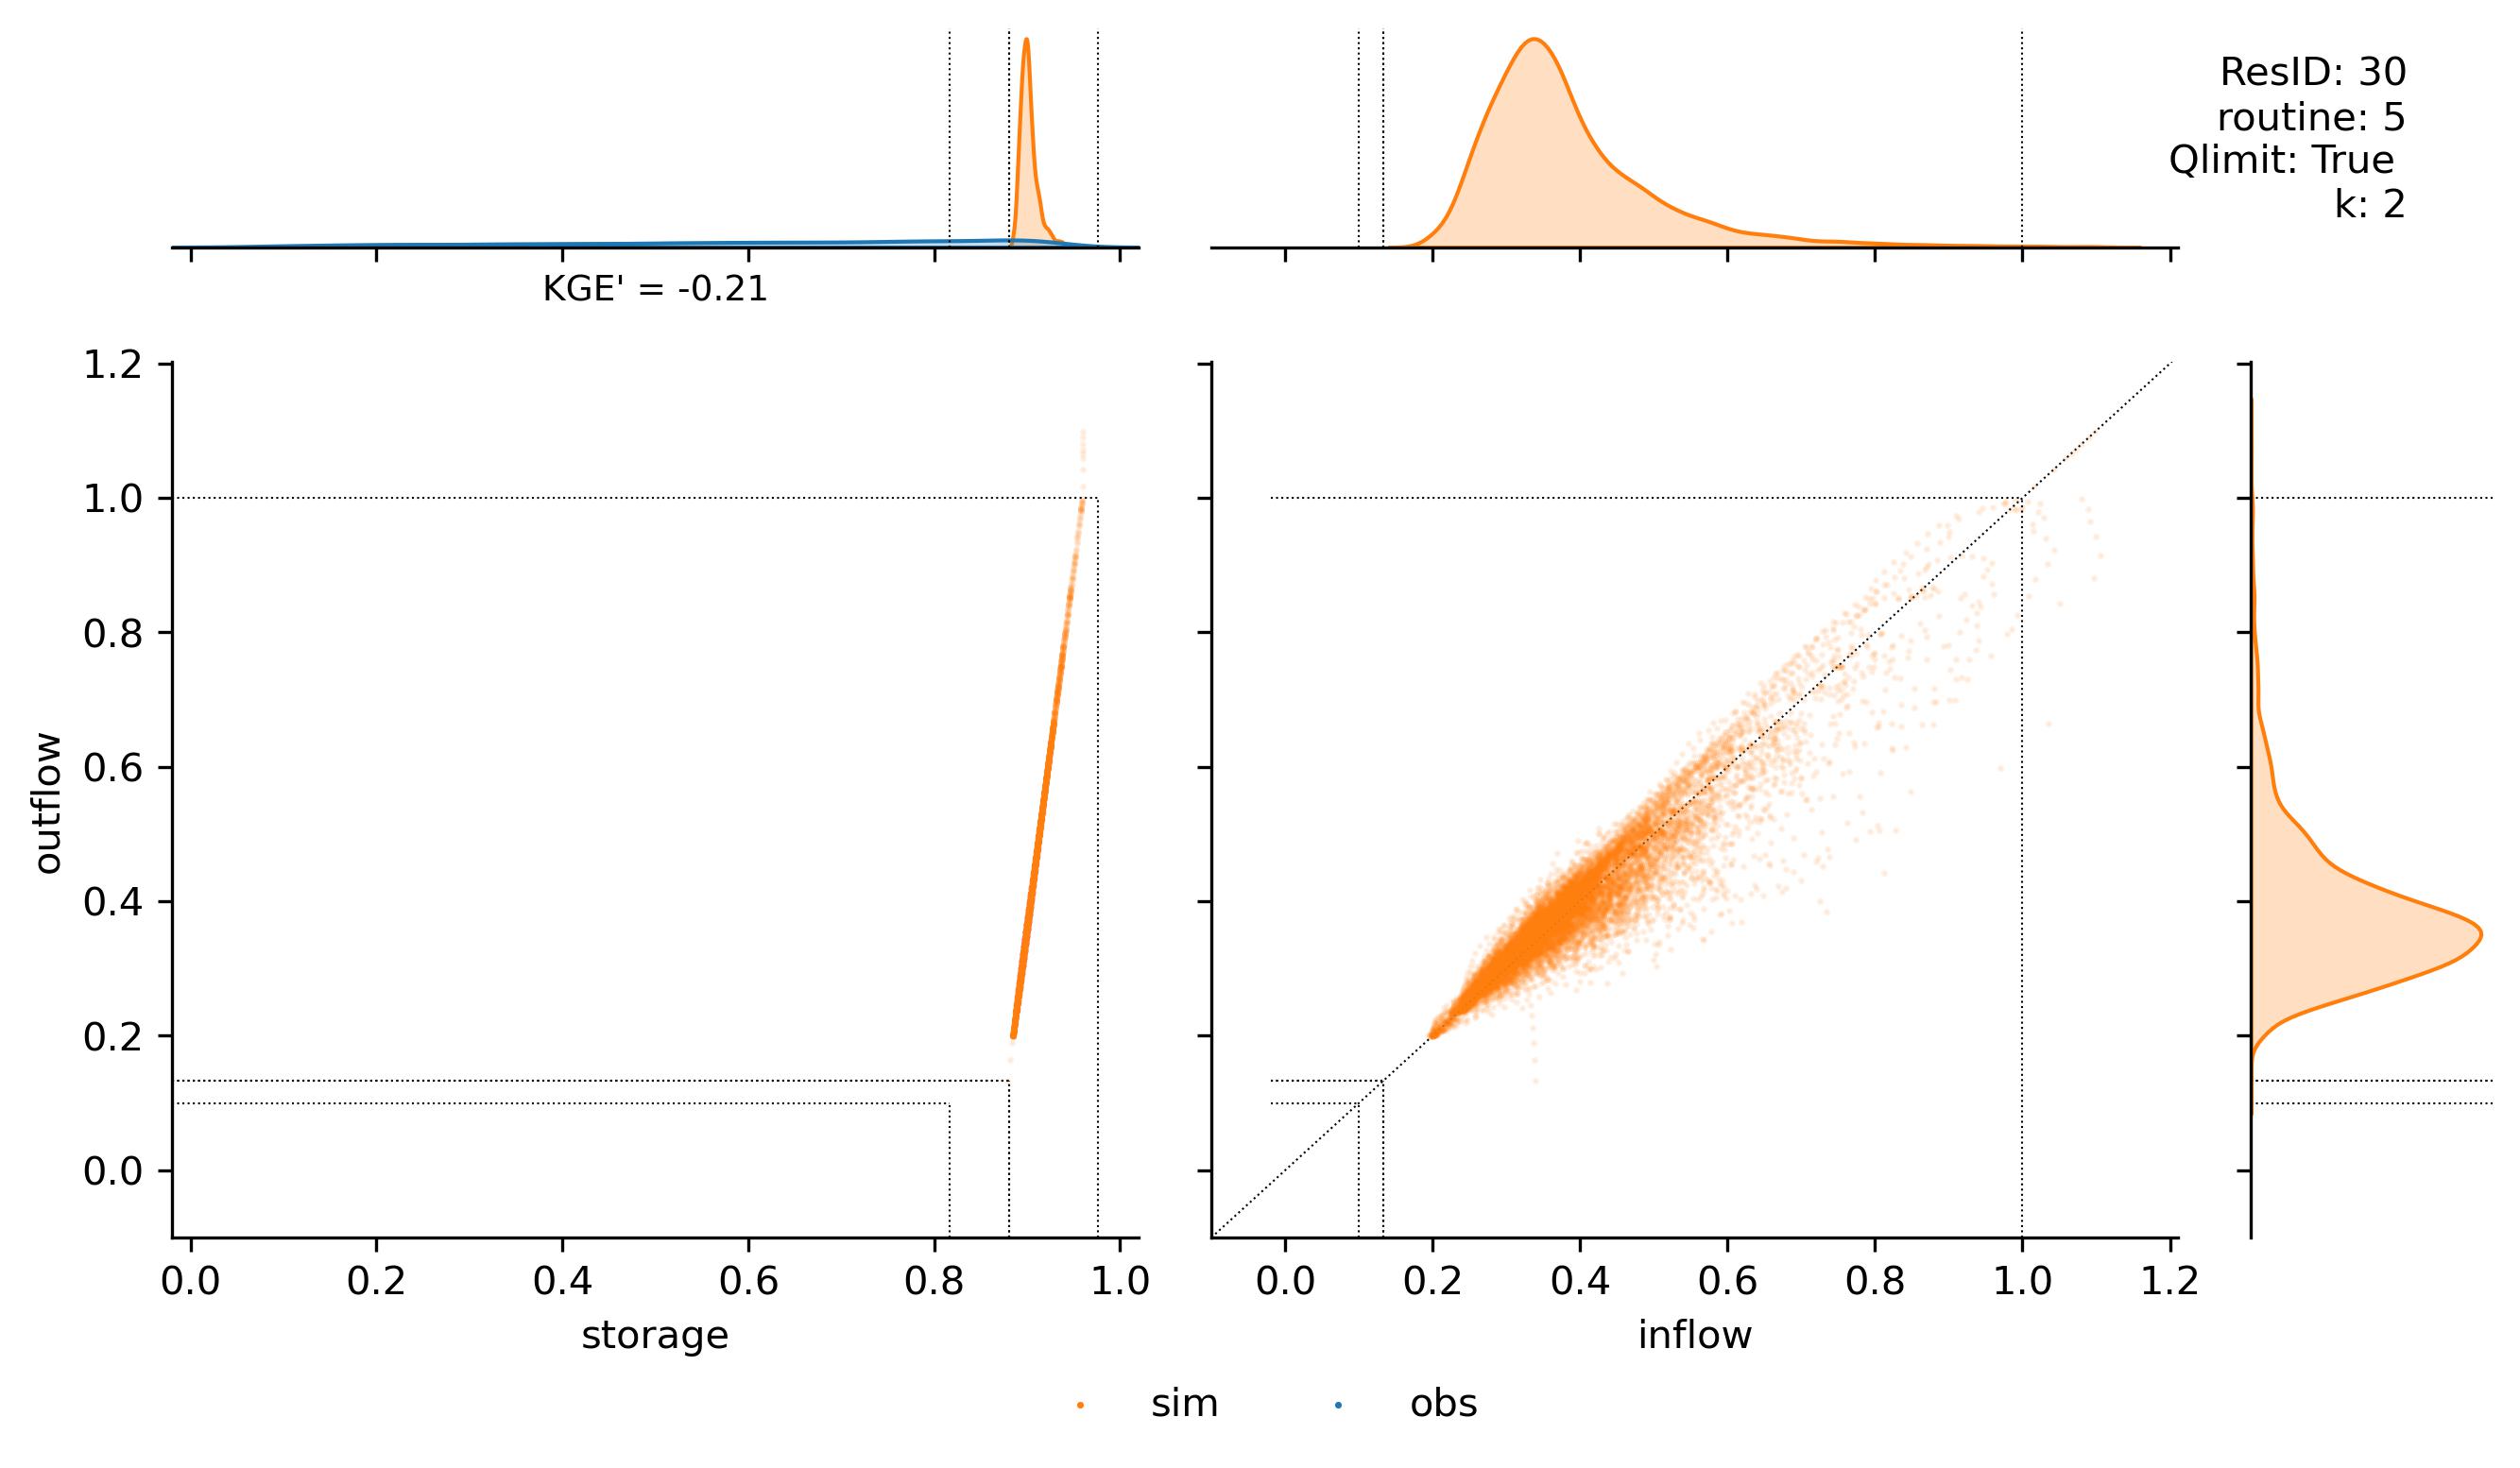 ResID: 30
routine: 5
Qlimit: True
k: 2
KGE' = -0.21
1.2
1.0
0.8
0.6
0.4
0.2
0.0
outflow
0.0 0.2 0.4 0.6 0.8 1.0
storage
0.0 0.2 0.4 0.6 0.8 1.0 1.2
inflow
sim obs